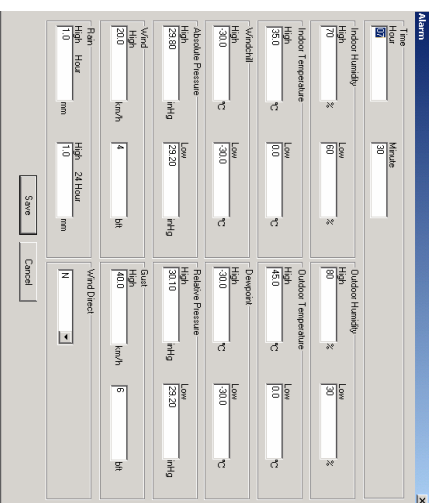 Alarm
Time
Hour Minute
07 30
Indoor Humidity Outdoor Humidity
High Low High Low
70 % 60 % 80 % 30 %
Indoor Temperature Outdoor Temperature
High Low High Low
35.0 ℃ 0.0 ℃ 45.0 ℃ 0.0 ℃
Windchill Dewpoint
High Low High Low
-30.0 ℃ -30.0 ℃ -30.0 ℃ -30.0 ℃
Absolute Pressure Relative Pressure
High Low High Low
29.80 inHg 29.20 inHg 30.10 inHg 29.20 inHg
Wind Gust
High High
20.0 km/h 4 bft 40.0 km/h 6 bft
Rain Wind Direct
High Hour High 24 Hour
1.0 mm 1.0 mm N
Save Cancel